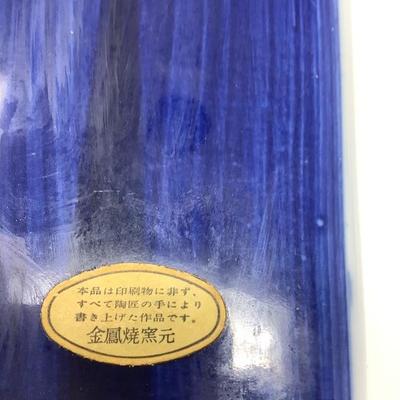 本品は印刷物に非ず、
すべて陶匠の手により
書き上げた作品です。
金鳳焼窯元